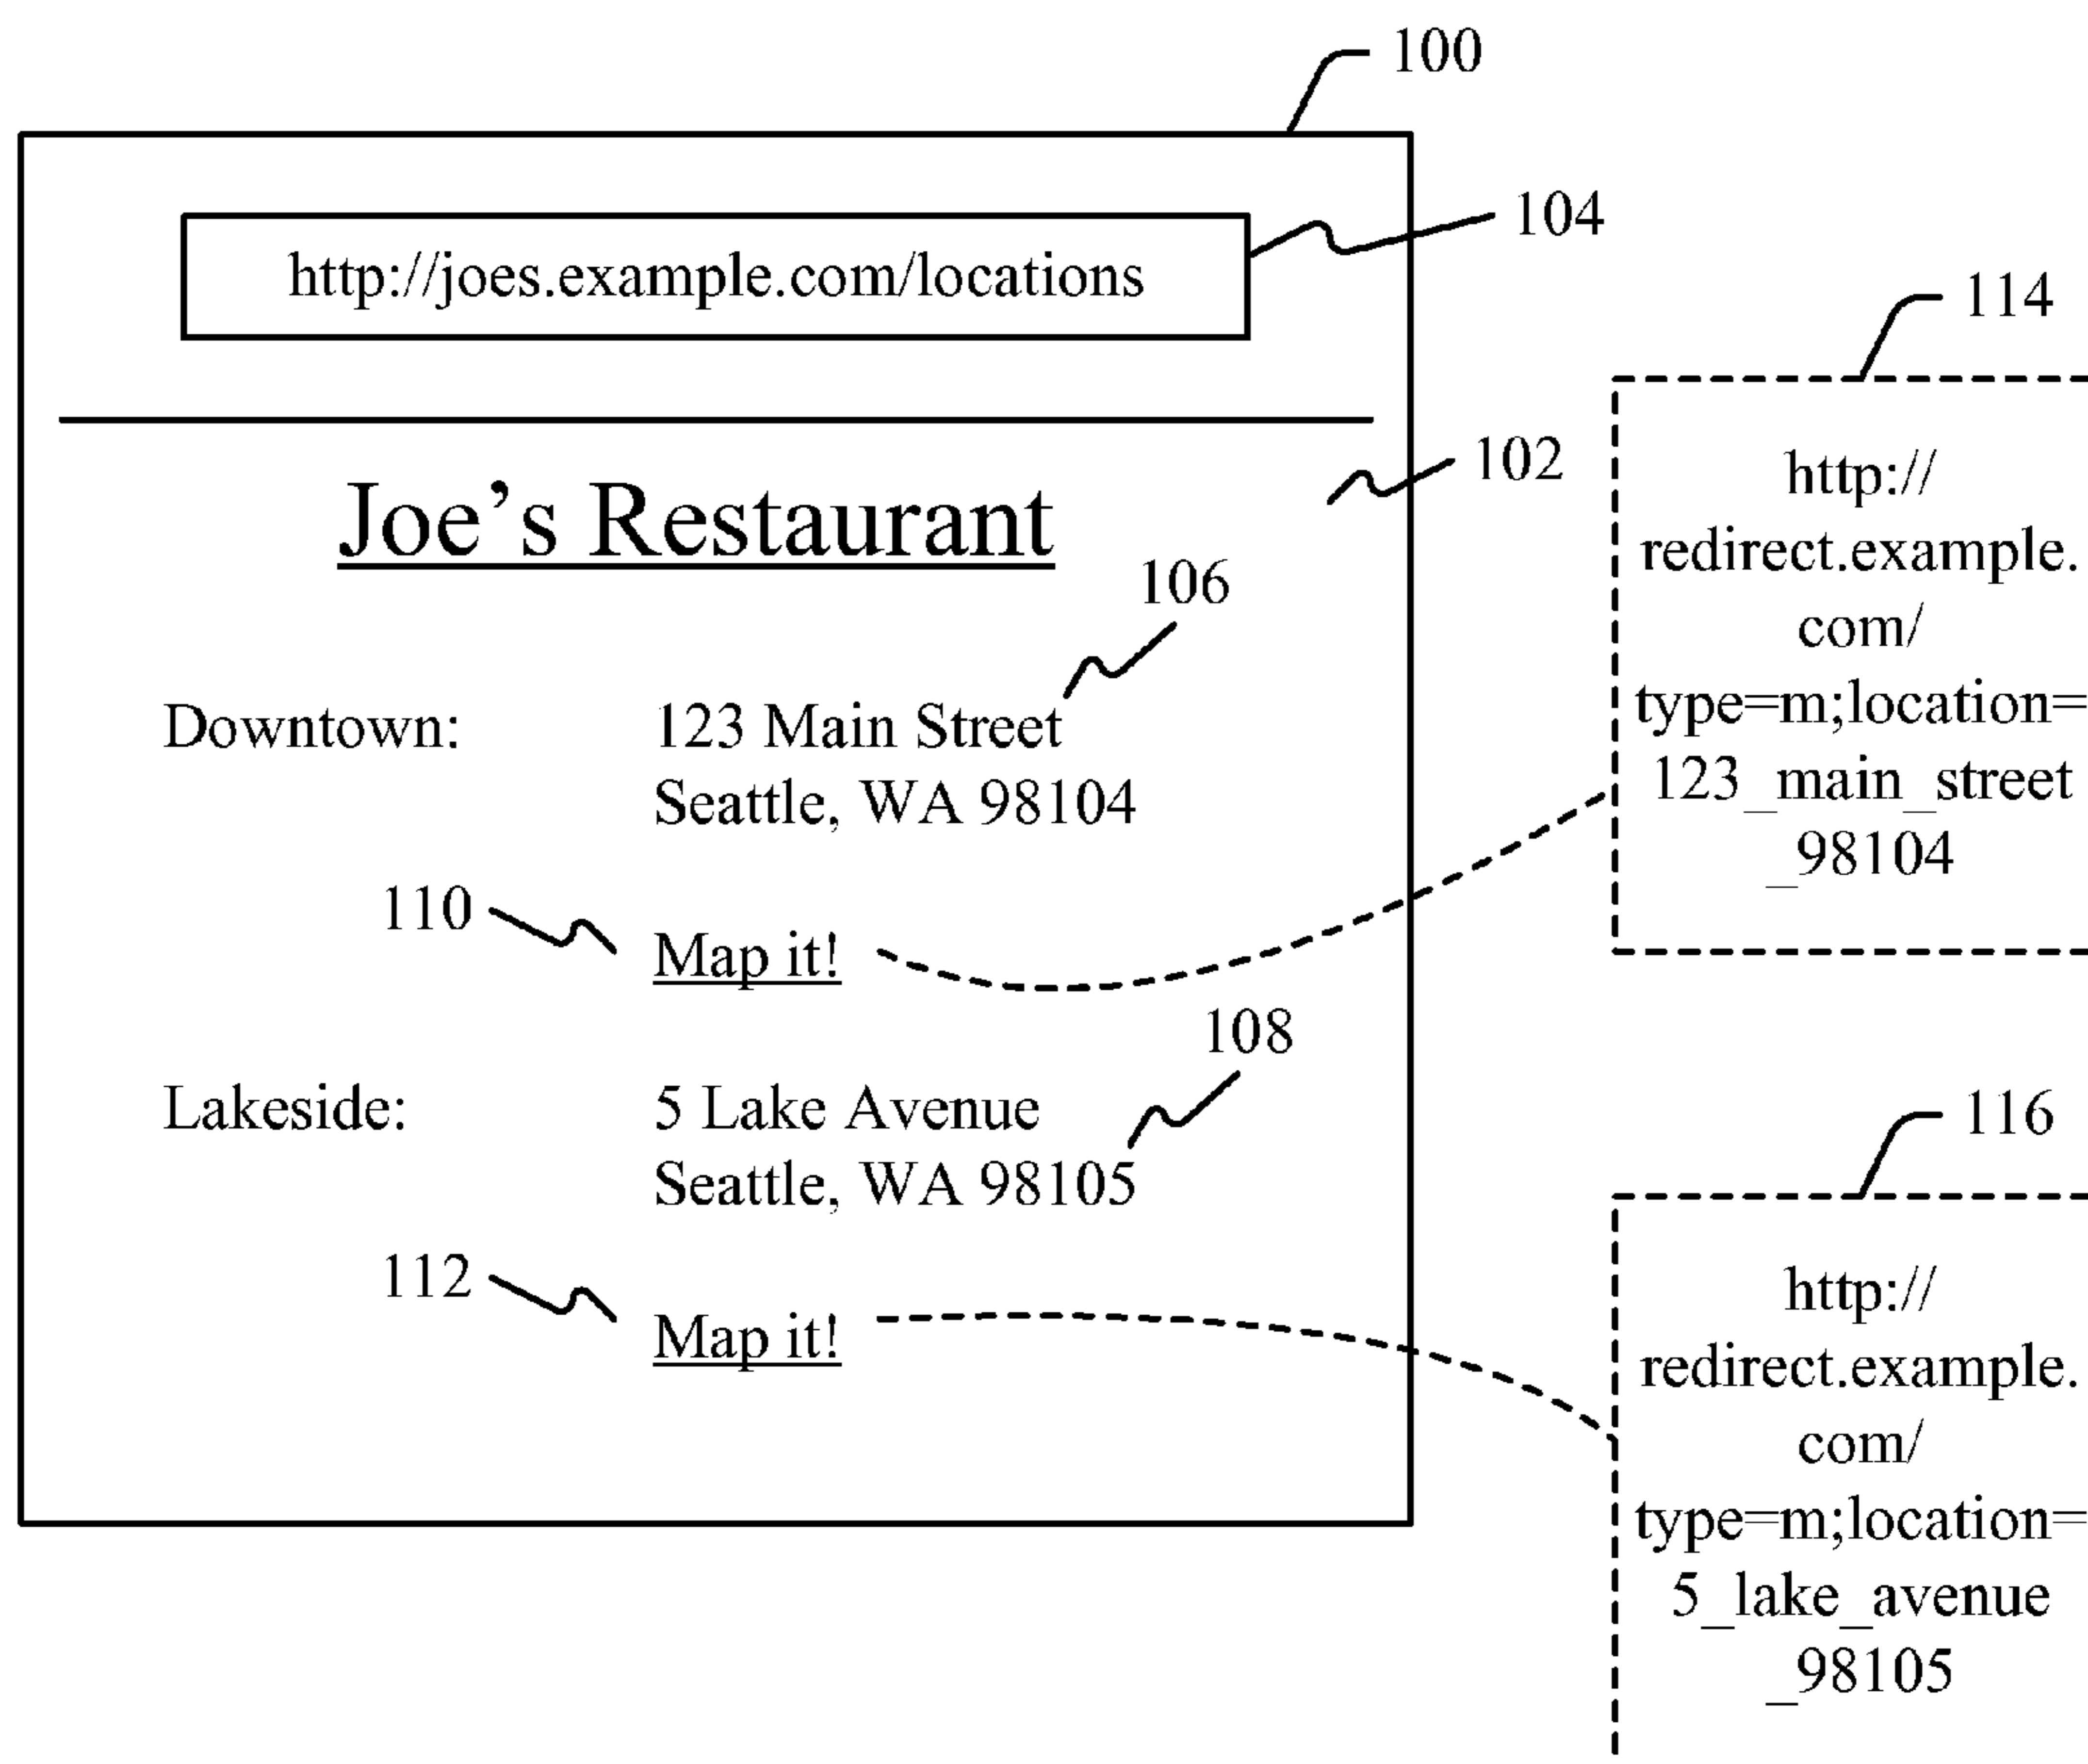 100
http://joes.example.com/locations
104
114
Joe’s Restaurant
102
106
Downtown: 123 Main Street
Seattle, WA 98104
110
Map it!
108
Lakeside: 5 Lake Avenue
Seattle, WA 98105
112
Map it!
http://
redirect.example.
com/
type=m;location=
123_main_street
_98104
116
http://
redirect.example.
com/
type=m;location=
5_lake_avenue
_98105